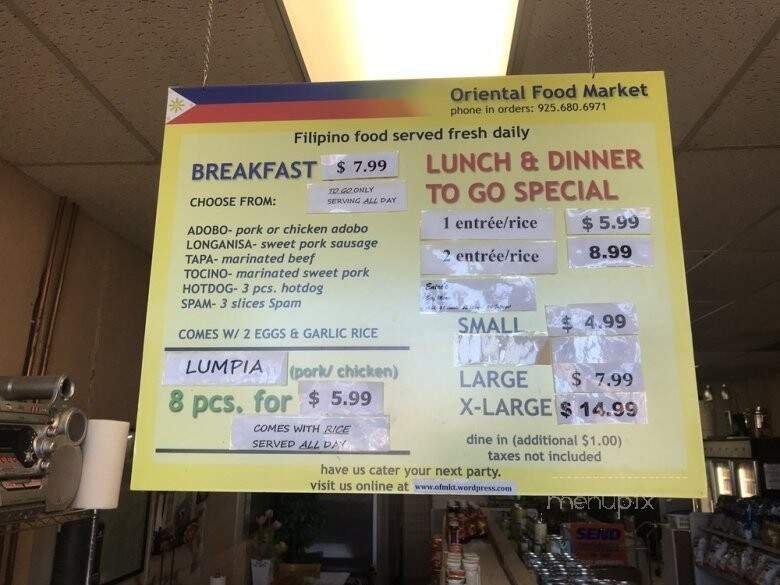 Oriental Food Market
phone in orders: 925.680.6971
Filipino food served fresh daily
BREAKFAST $ 7.99
TO GO ONLY
SERVING ALL DAY
CHOOSE FROM:
ADOBO- pork or chicken adobo
LONGANISA- sweet pork sausage
TAPA- marinated beef
TOCINO- marinated sweet pork
HOTDOG- 3 pcs. hotdog
SPAM- 3 slices Spam
COMES W/ 2 EGGS & GARLIC RICE
LUMPIA (pork/ chicken)
8 pcs. for $ 5.99
COMES WITH RICE
SERVED ALL DAY
LUNCH & DINNER
TO GO SPECIAL
1 entrée/rice $ 5.99
2 entrée/rice 8.99
Entrée
SMALL $ 4.99
LARGE $ 7.99
X-LARGE $ 14.99
dine in (additional $1.00)
taxes not included
have us cater your next party.
visit us online at www.ofmkt.wordpress.com
menupix
SEND